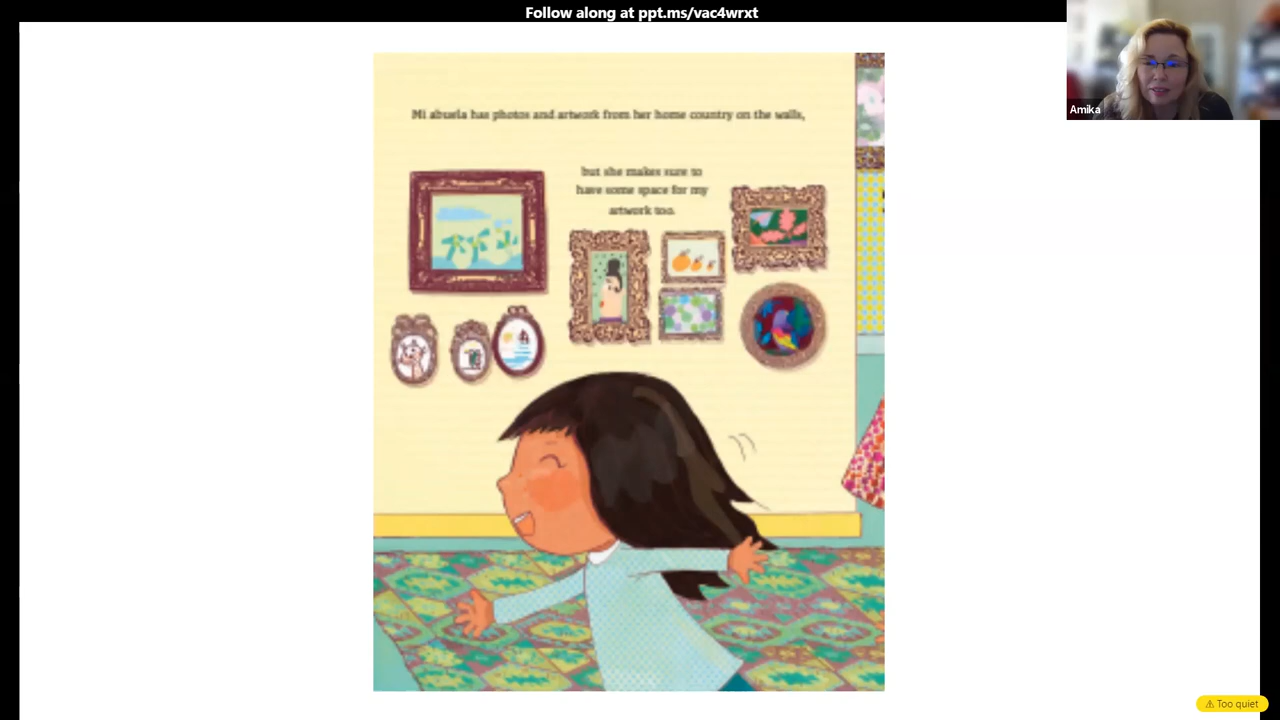 Follow along at ppt.ms/vac4wrxt
Amika
Mi abuela has photos and artwork from her home country on the walls,
but she makes sure to
have some space for my
artwork too.
⚠ Too quiet